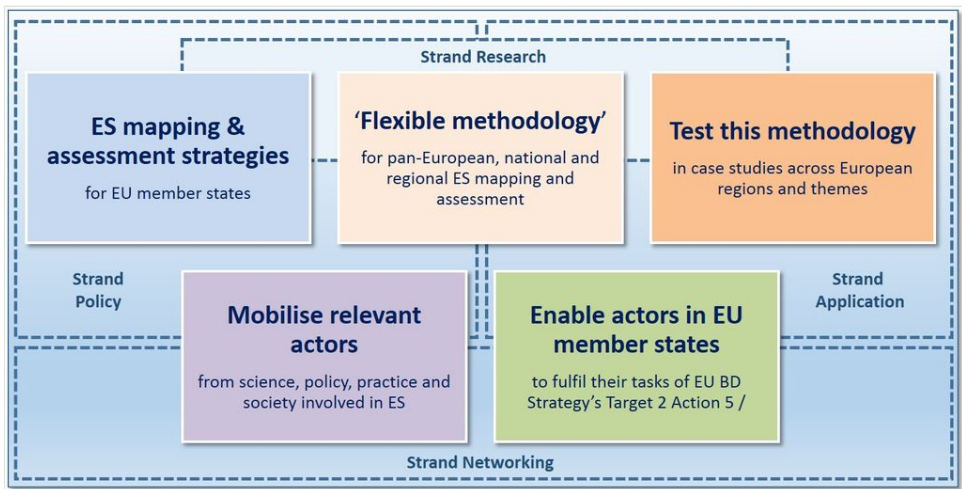 Strand Research
ES mapping &
assessment strategies
for EU member states
‘Flexible methodology’
for pan-European, national and
regional ES mapping and
assessment
Test this methodology
in case studies across European
regions and themes
Strand
Policy
Strand
Application
Mobilise relevant
actors
from science, policy, practice and
society involved in ES
Enable actors in EU
member states
to fulfil their tasks of EU BD
Strategy’s Target 2 Action 5 /
Strand Networking